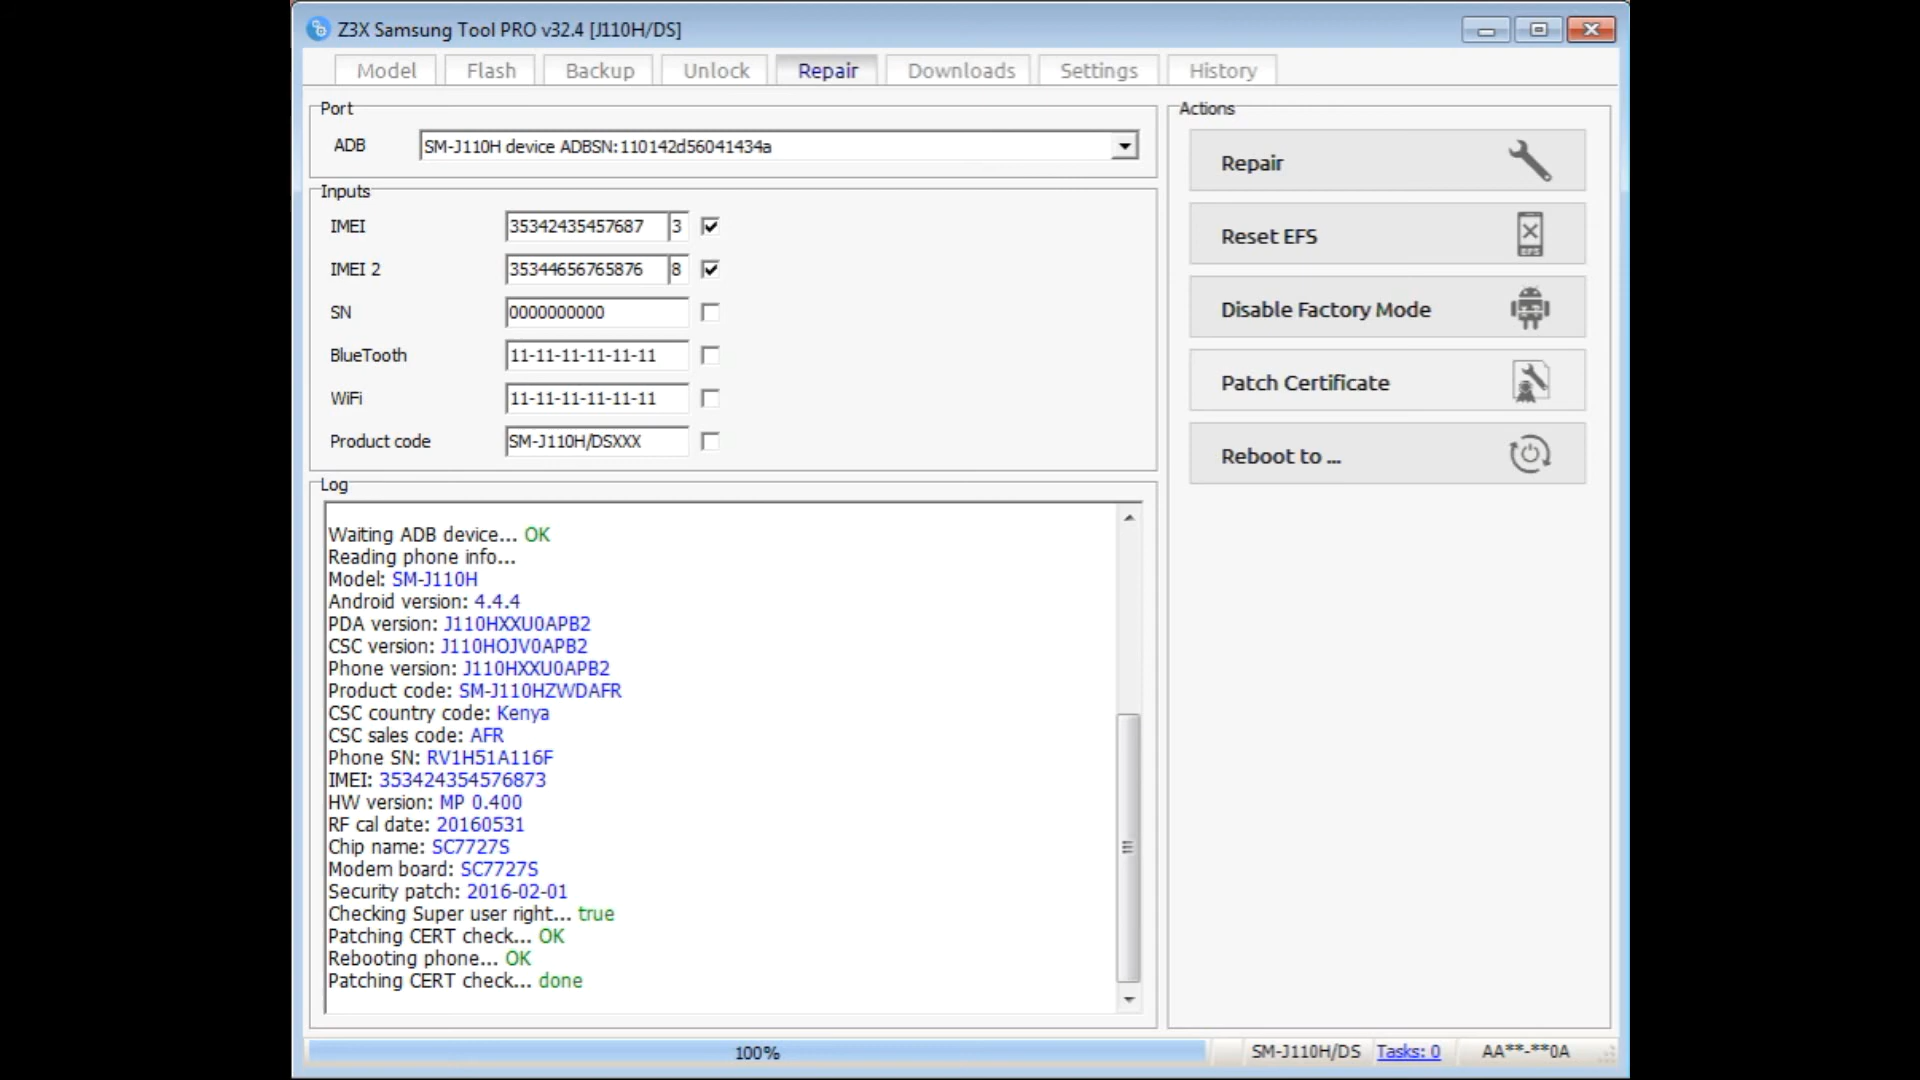 Z3X Samsung Tool PRO v32.4 [J110H/DS]
Model Flash Backup Unlock Repair Downloads Settings History
Port
ADB SM-J110H device ADBSN:110142d56041434a
Inputs
IMEI 35342435457687 3
IMEI 2 35344656765876 8
SN 0000000000
BlueTooth 11-11-11-11-11-11
WiFi 11-11-11-11-11-11
Product code SM-J110H/DSXXX
Log
Waiting ADB device... OK
Reading phone info...
Model: SM-J110H
Android version: 4.4.4
PDA version: J110HXXU0APB2
CSC version: J110HOJV0APB2
Phone version: J110HXXU0APB2
Product code: SM-J110HZWDAFR
CSC country code: Kenya
CSC sales code: AFR
Phone SN: RV1H51A116F
IMEI: 353424354576873
HW version: MP 0.400
RF cal date: 20160531
Chip name: SC7727S
Modem board: SC7727S
Security patch: 2016-02-01
Checking Super user right... true
Patching CERT check... OK
Rebooting phone... OK
Patching CERT check... done
Actions
Repair
Reset EFS
EFS
Disable Factory Mode
Patch Certificate
Reboot to ...
100% SM-J110H/DS Tasks: 0 AA**-**0A